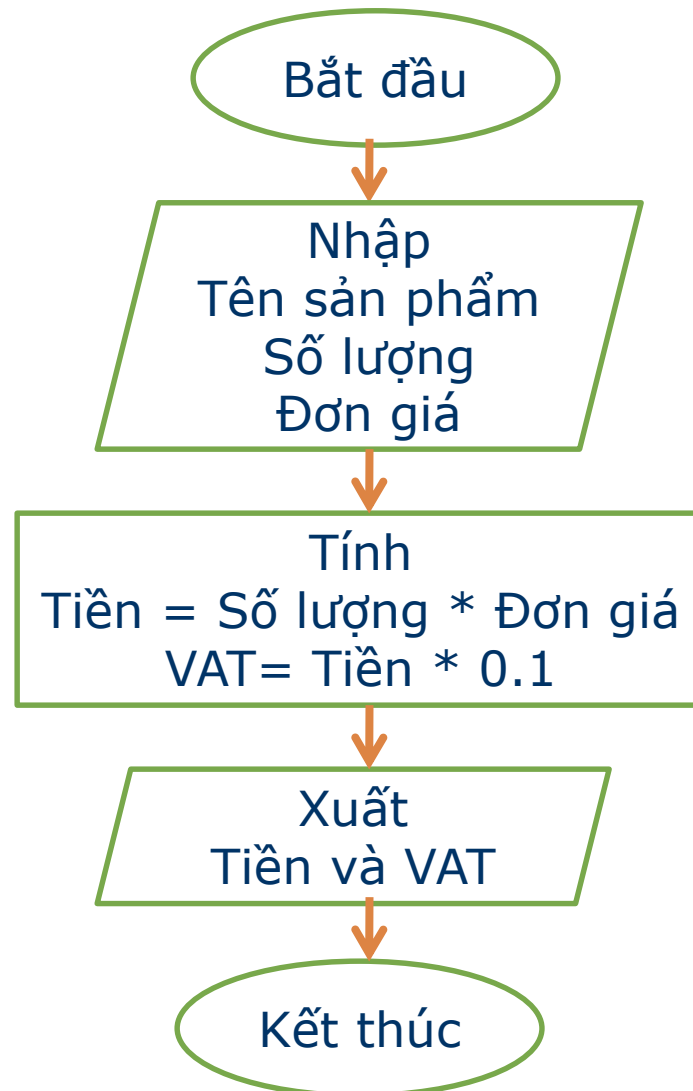 Bắt đầu
Nhập
Tên sản phẩm
Số lượng
Đơn giá
Tính
Tiền = Số lượng * Đơn giá
VAT= Tiền * 0.1
Xuất
Tiền và VAT
Kết thúc